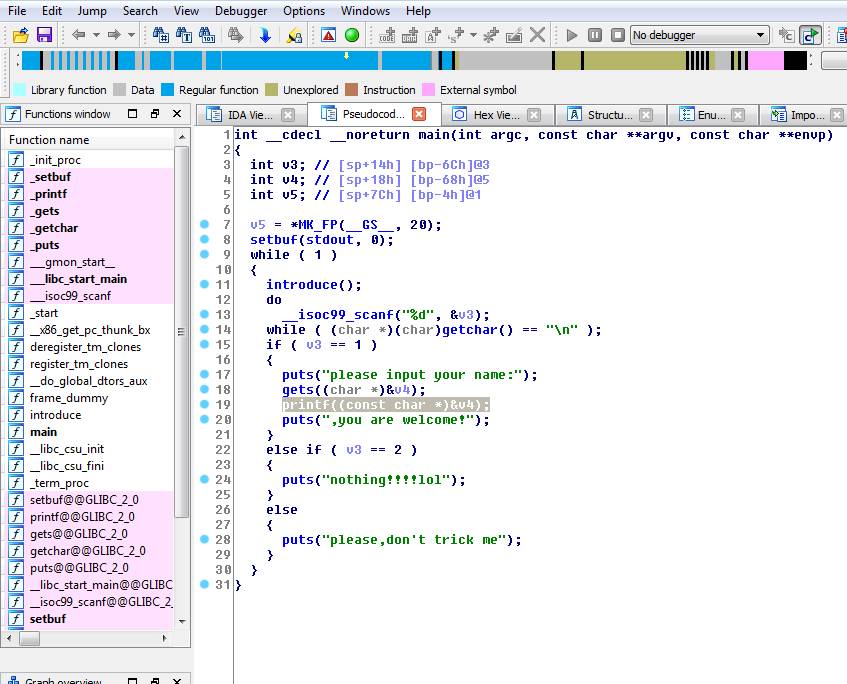 File Edit Jump Search View Debugger Options Windows Help
No debugger
Library function Data Regular function Unexplored Instruction External symbol
Functions window
IDA Vie... Pseudocod... Hex Vie... Structu... Enu... Impo...
Function name
_init_proc
_setbuf
_printf
_gets
_getchar
_puts
___gmon_start__
___libc_start_main
___isoc99_scanf
_start
__x86_get_pc_thunk_bx
deregister_tm_clones
register_tm_clones
__do_global_dtors_aux
frame_dummy
introduce
main
__libc_csu_init
__libc_csu_fini
_term_proc
setbuf@@GLIBC_2_0
printf@@GLIBC_2_0
gets@@GLIBC_2_0
getchar@@GLIBC_2_0
puts@@GLIBC_2_0
__libc_start_main@@GLIBC
__isoc99_scanf@@GLIBC_2_
setbuf
Graph overview
1 int __cdecl __noreturn main(int argc, const char **argv, const char **envp)
2 {
3 int v3; // [sp+14h] [bp-6Ch]@3
4 int v4; // [sp+18h] [bp-68h]@5
5 int v5; // [sp+7Ch] [bp-4h]@1
6
7 v5 = *MK_FP(__GS__, 20);
8 setbuf(stdout, 0);
9 while ( 1 )
10 {
11 introduce();
12 do
13 __isoc99_scanf("%d", &v3);
14 while ( (char *)(char)getchar() == "\n" );
15 if ( v3 == 1 )
16 {
17 puts("please input your name:");
18 gets((char *)&v4);
19 printf((const char *)&v4);
20 puts(",you are welcome!");
21 }
22 else if ( v3 == 2 )
23 {
24 puts("nothing!!!!lol");
25 }
26 else
27 {
28 puts("please,don't trick me");
29 }
30 }
31 }